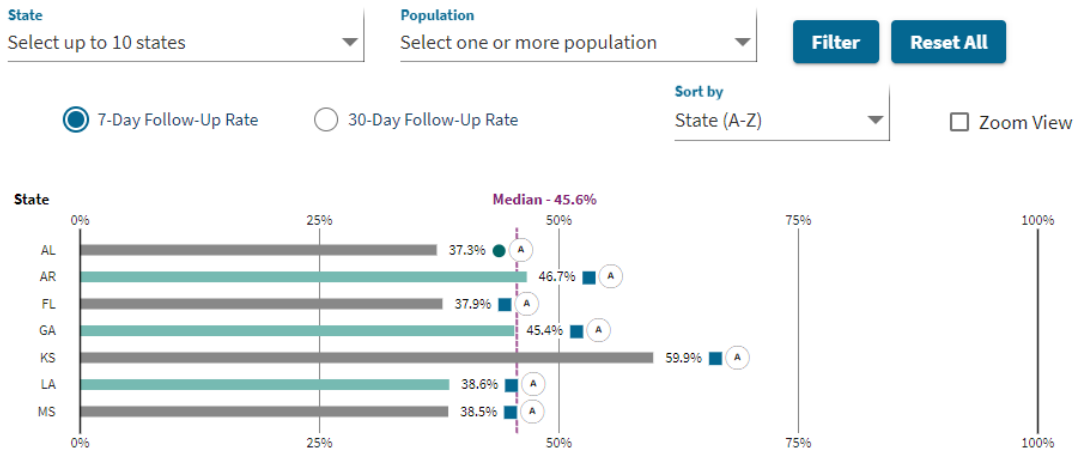 State
Population
Select up to 10 states
Select one or more population
Filter
Reset All
Sort by
7-Day Follow-Up Rate
30-Day Follow-Up Rate
State (A-Z)
Zoom View
State
Median - 45.6%
0% 25% 50% 75% 100%
AL 37.3% A
AR 46.7% A
FL 37.9% A
GA 45.4% A
KS 59.9% A
LA 38.6% A
MS 38.5% A
0% 25% 50% 75% 100%